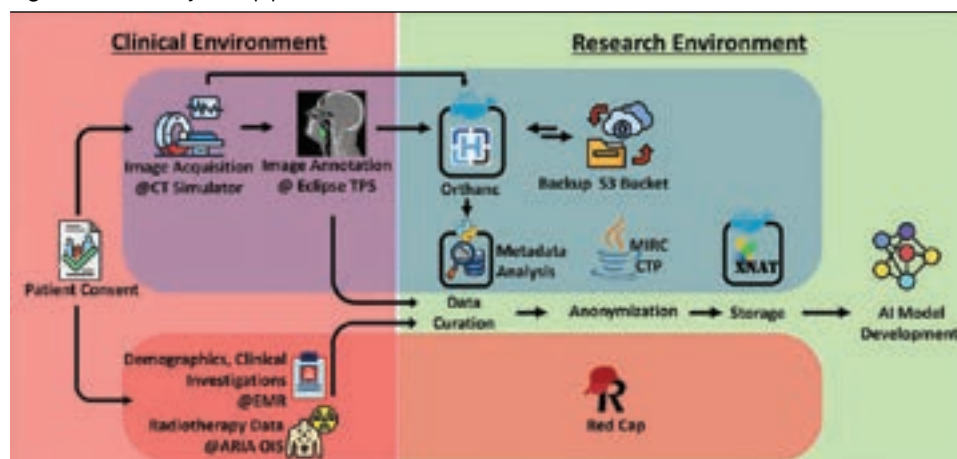 Clinical Environment
Research Environment
Image Acquisition
@CT Simulator
Image Annotation
@ Eclipse TPS
Orthanc
Backup S3 Bucket
Patient Consent
Metadata
Analysis
MIRC
CTP
XNAT
Data
Curation
Anonymization
Storage
AI Model
Development
Demographics, Clinical
Investigations
@EMR
Radiotherapy Data
@ARIA OIS
Red Cap